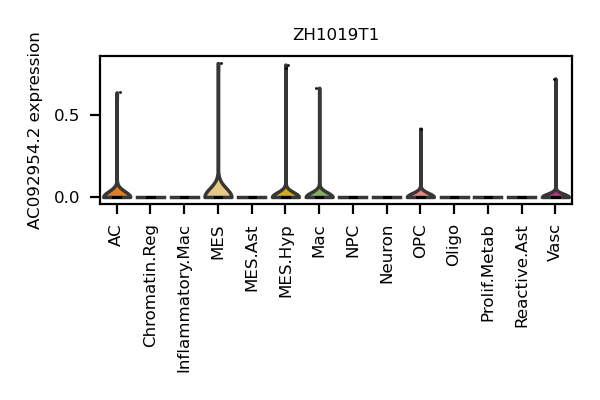 ZH1019T1
AC092954.2 expression
0.5
0.0
AC
Chromatin.Reg
Inflammatory.Mac
MES
MES.Ast
MES.Hyp
Mac
NPC
Neuron
OPC
Oligo
Prolif.Metab
Reactive.Ast
Vasc